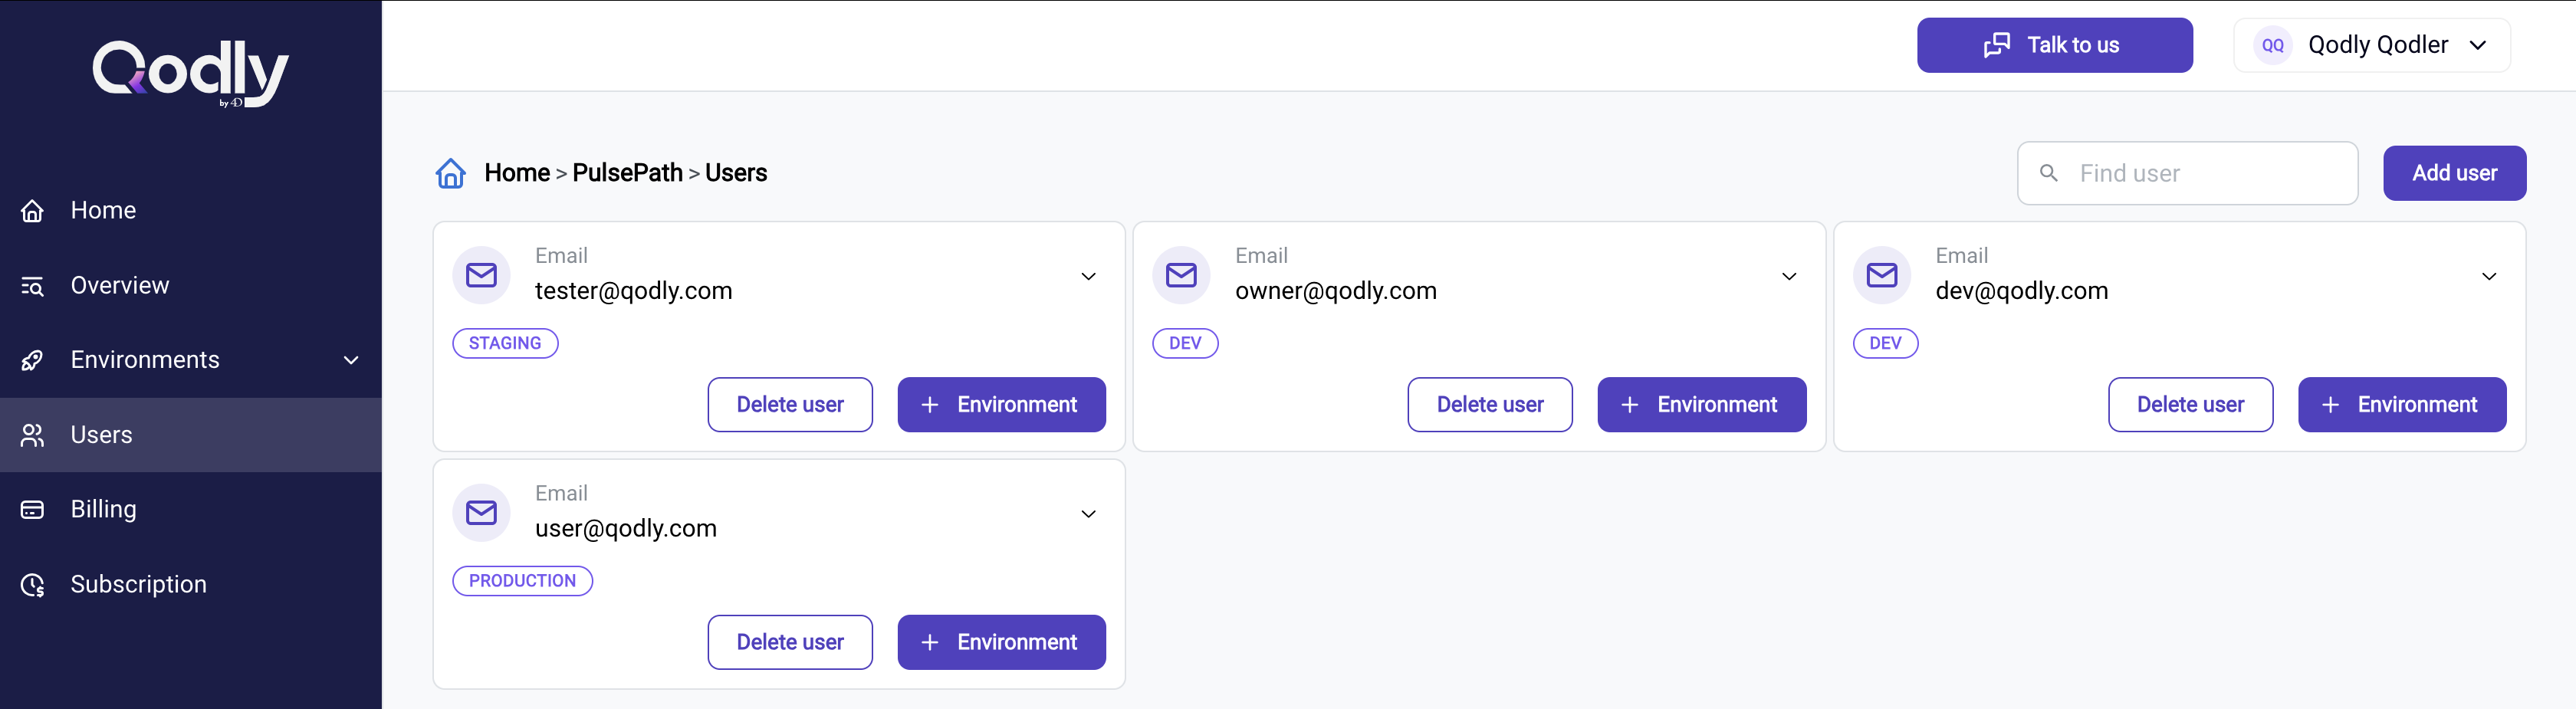 Qodly
by 4D
Home
Overview
Environments
Users
Billing
Subscription
Talk to us
QQ Qodly Qodler
Home > PulsePath > Users
Find user
Add user
Email
tester@qodly.com
STAGING
Delete user
+ Environment
Email
owner@qodly.com
DEV
Delete user
+ Environment
Email
dev@qodly.com
DEV
Delete user
+ Environment
Email
user@qodly.com
PRODUCTION
Delete user
+ Environment